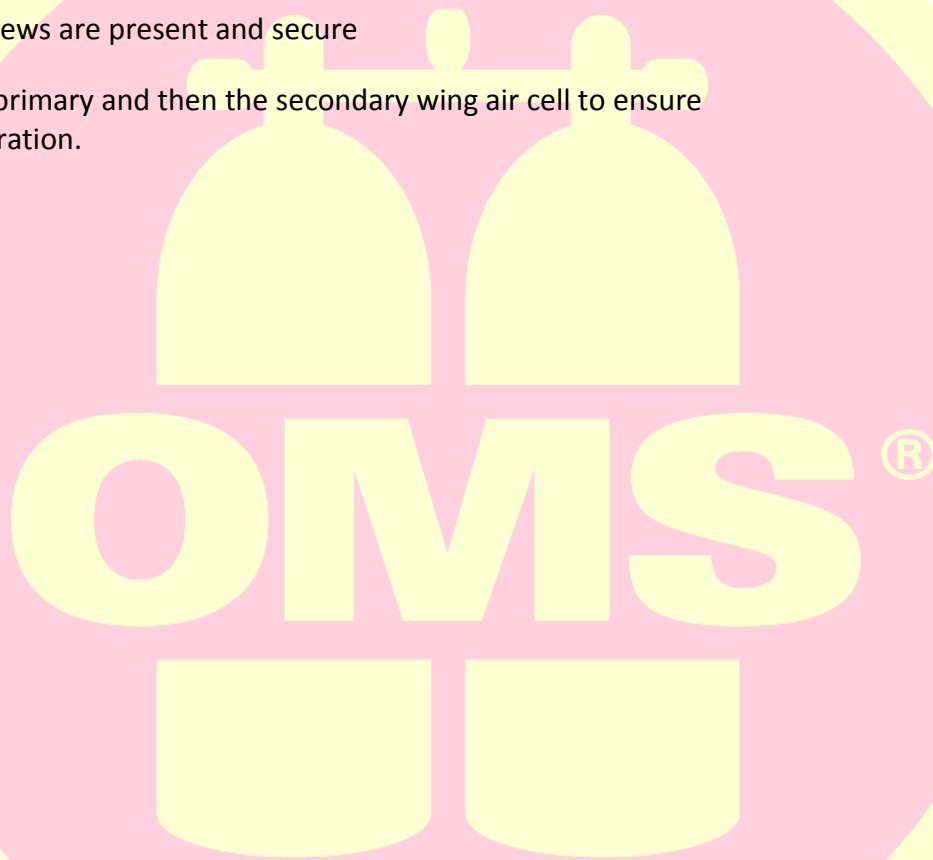 ews are present and secure
primary and then the secondary wing air cell to ensure
ration.
OMS®